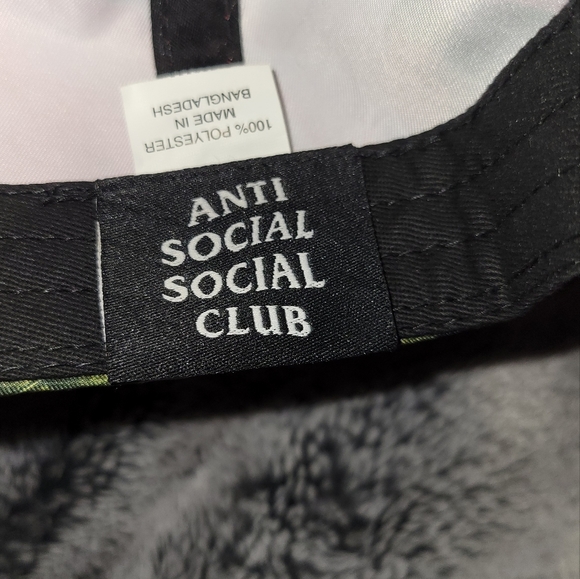 100% POLYESTER
MADE IN
BANGLADESH
ANTI
SOCIAL
SOCIAL
CLUB